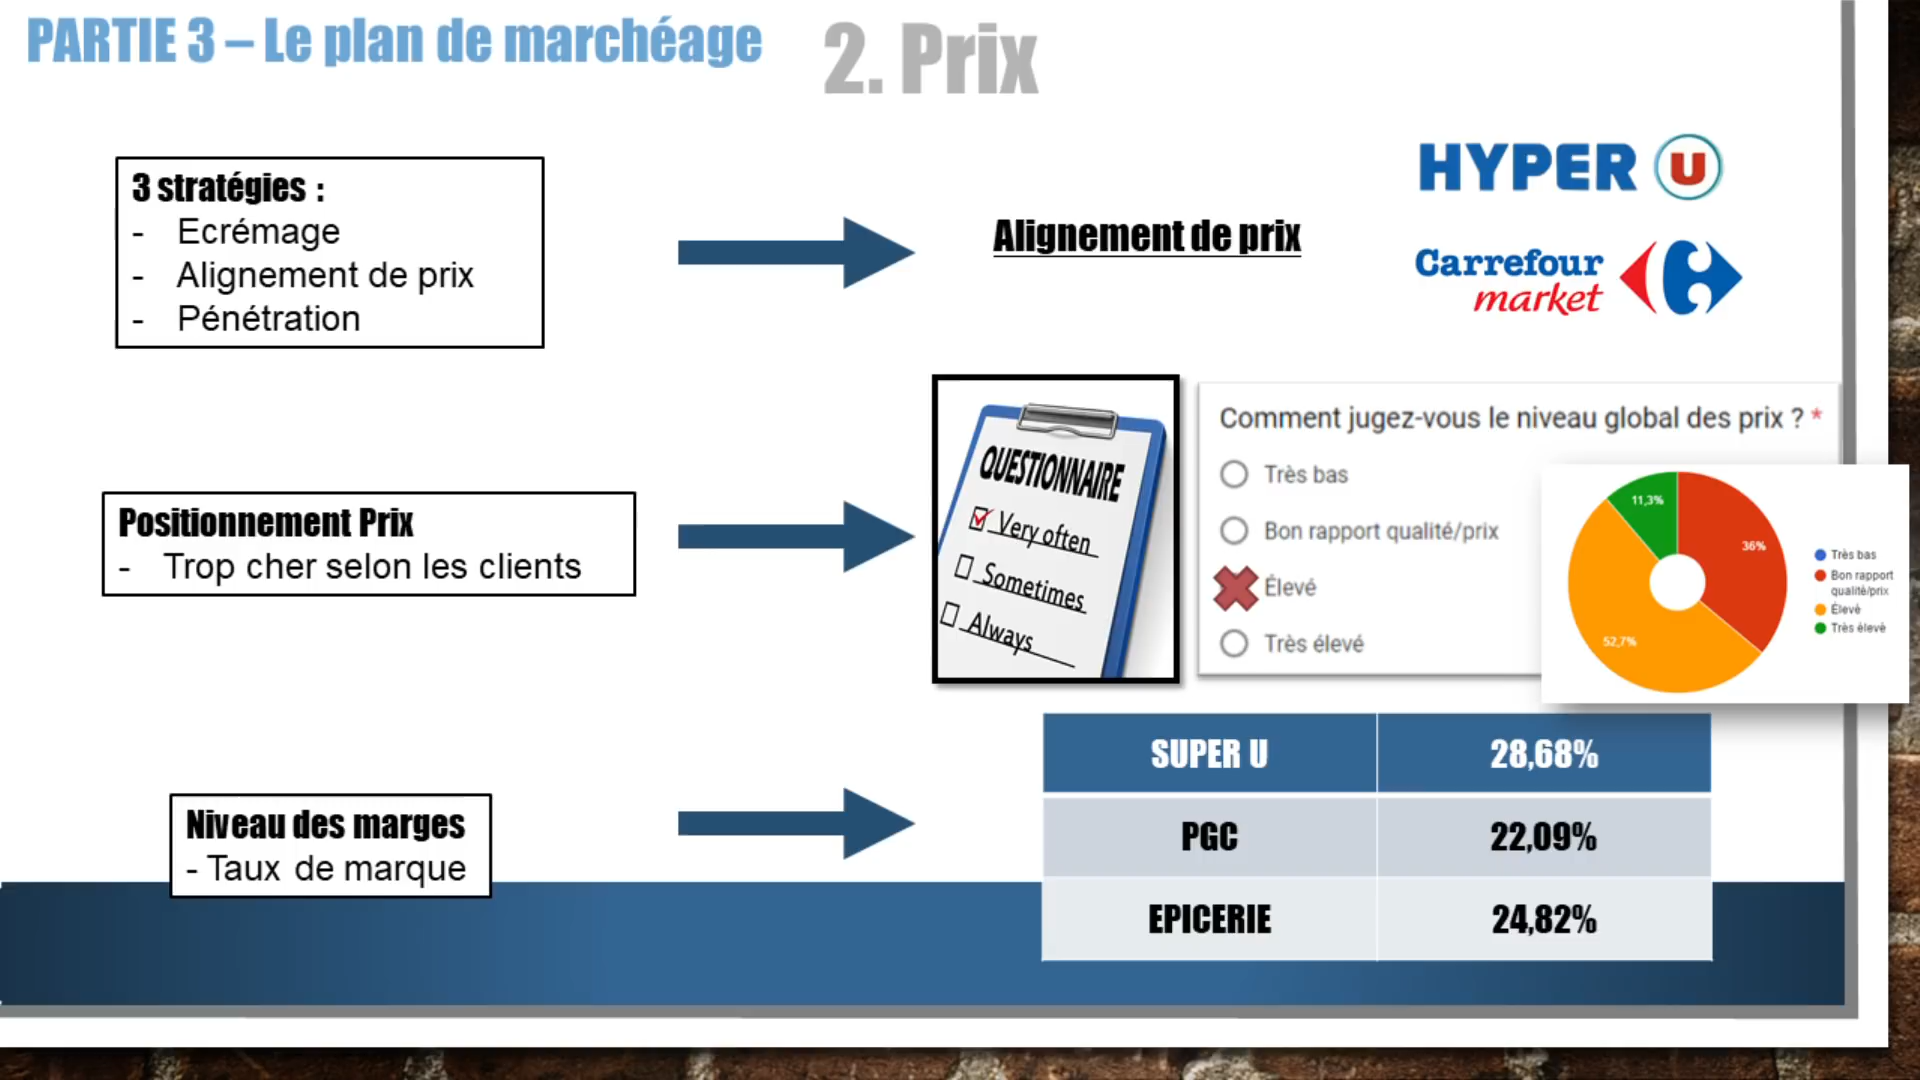 PARTIE 3 – Le plan de marchéage
2. Prix
3 stratégies :
- Ecrémage
- Alignement de prix
- Pénétration
Alignement de prix
HYPER U
Carrefour
market
Positionnement Prix
- Trop cher selon les clients
QUESTIONNAIRE
Very often
Sometimes
Always
Comment jugez-vous le niveau global des prix ? *
Très bas
Bon rapport qualité/prix
Élevé
Très élevé
11,3%
36%
52,7%
Très bas
Bon rapport
qualité/prix
Élevé
Très élevé
Niveau des marges
- Taux de marque
SUPER U 28,68%
PGC 22,09%
EPICERIE 24,82%